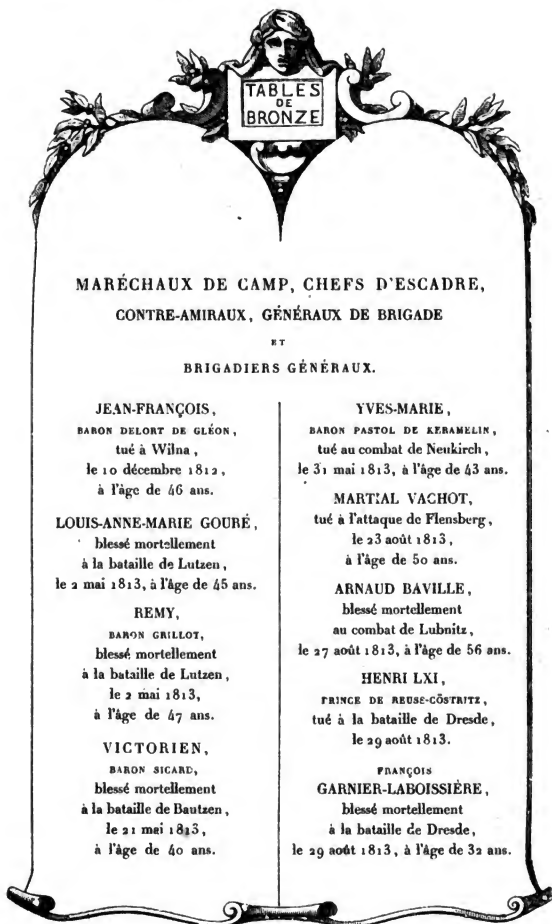 TABLES
DE
BRONZE
MARÉCHAUX DE CAMP, CHEFS D'ESCADRE,
CONTRE-AMIRAUX, GÉNÉRAUX DE BRIGADE
ET
BRIGADIERS GÉNÉRAUX.
JEAN-FRANÇOIS,
BARON DELORT DE GLÉON,
tué à Wilna,
le 10 décembre 1812,
à l'âge de 46 ans.
LOUIS-ANNE-MARIE GOURÉ,
blessé mortellement
à la bataille de Lutzen,
le 2 mai 1813, à l'âge de 45 ans.
REMY,
BARON GRILLOT,
blessé mortellement
à la bataille de Lutzen,
le 2 mai 1813,
à l'âge de 47 ans.
VICTORIEN,
BARON SICARD,
blessé mortellement
à la bataille de Bautzen,
le 21 mai 1813,
à l'âge de 40 ans.
YVES-MARIE,
BARON PASTOL DE KERAMELIN,
tué au combat de Neukirch,
le 31 mai 1813, à l'âge de 43 ans.
MARTIAL VACHOT,
tué à l'attaque de Flensberg,
le 23 août 1813,
à l'âge de 50 ans.
ARNAUD BAVILLE,
blessé mortellement
au combat de Lubnitz,
le 27 août 1813, à l'âge de 56 ans.
HENRI LXI,
PRINCE DE REUSE-CÖSTRITZ,
tué à la bataille de Dresde,
le 29 août 1813.
FRANÇOIS
GARNIER-LABOISSIÈRE,
blessé mortellement
à la bataille de Dresde,
le 29 août 1813, à l'âge de 32 ans.